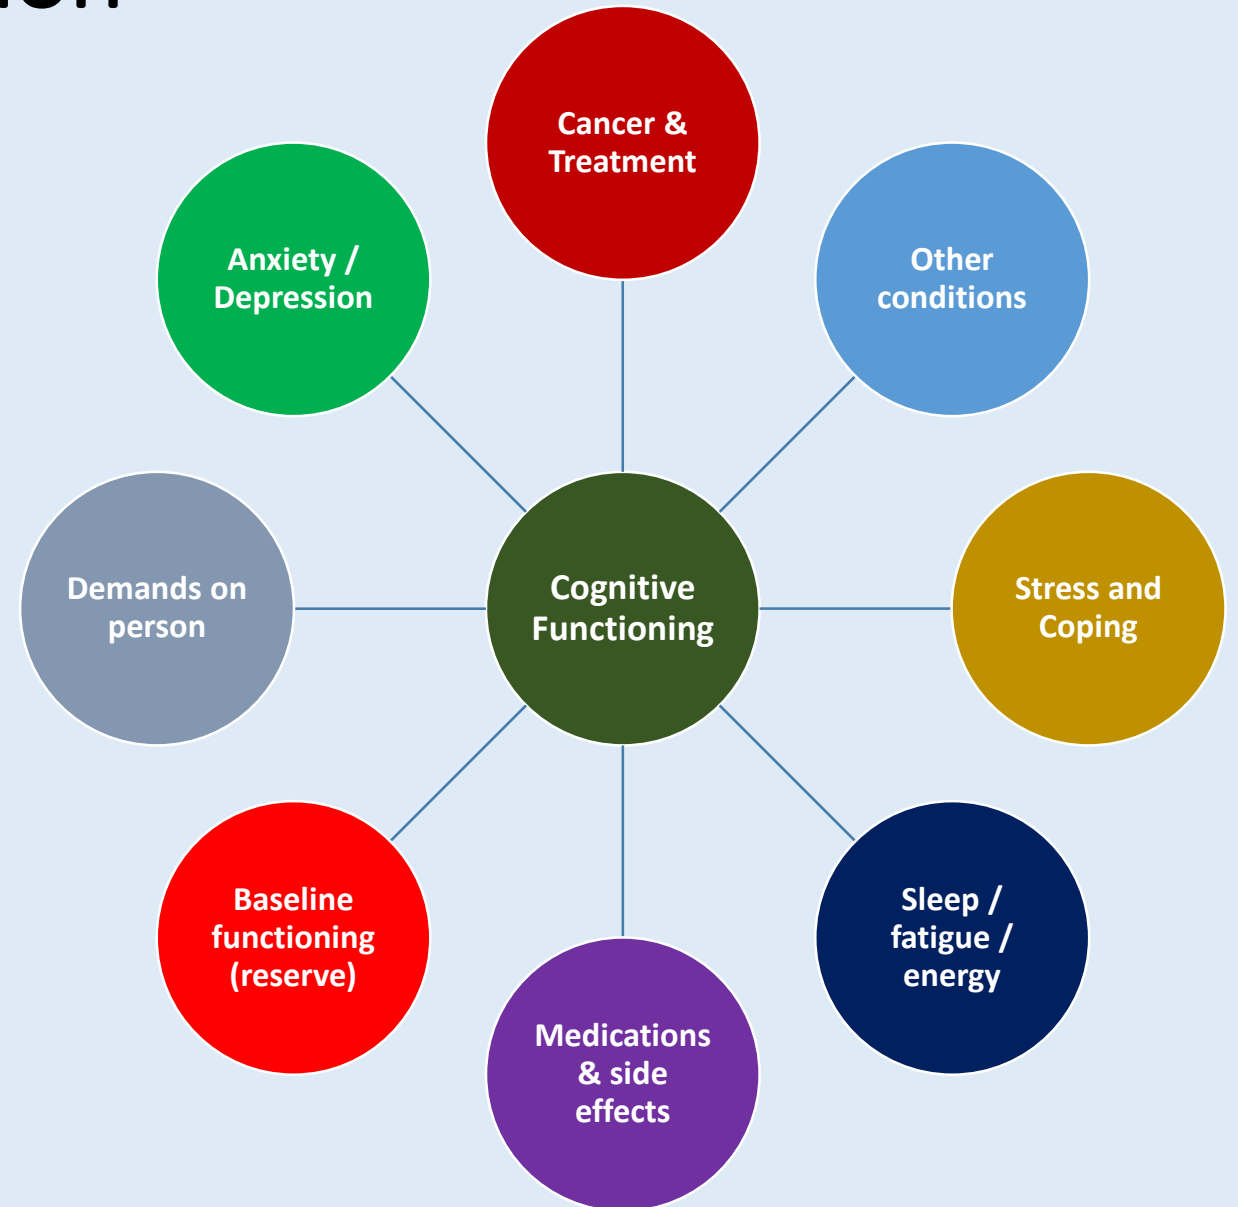 Cancer &
Treatment
Anxiety /
Depression
Other
conditions
Demands on
person
Cognitive
Functioning
Stress and
Coping
Baseline
functioning
(reserve)
Sleep /
fatigue /
energy
Medications
& side
effects